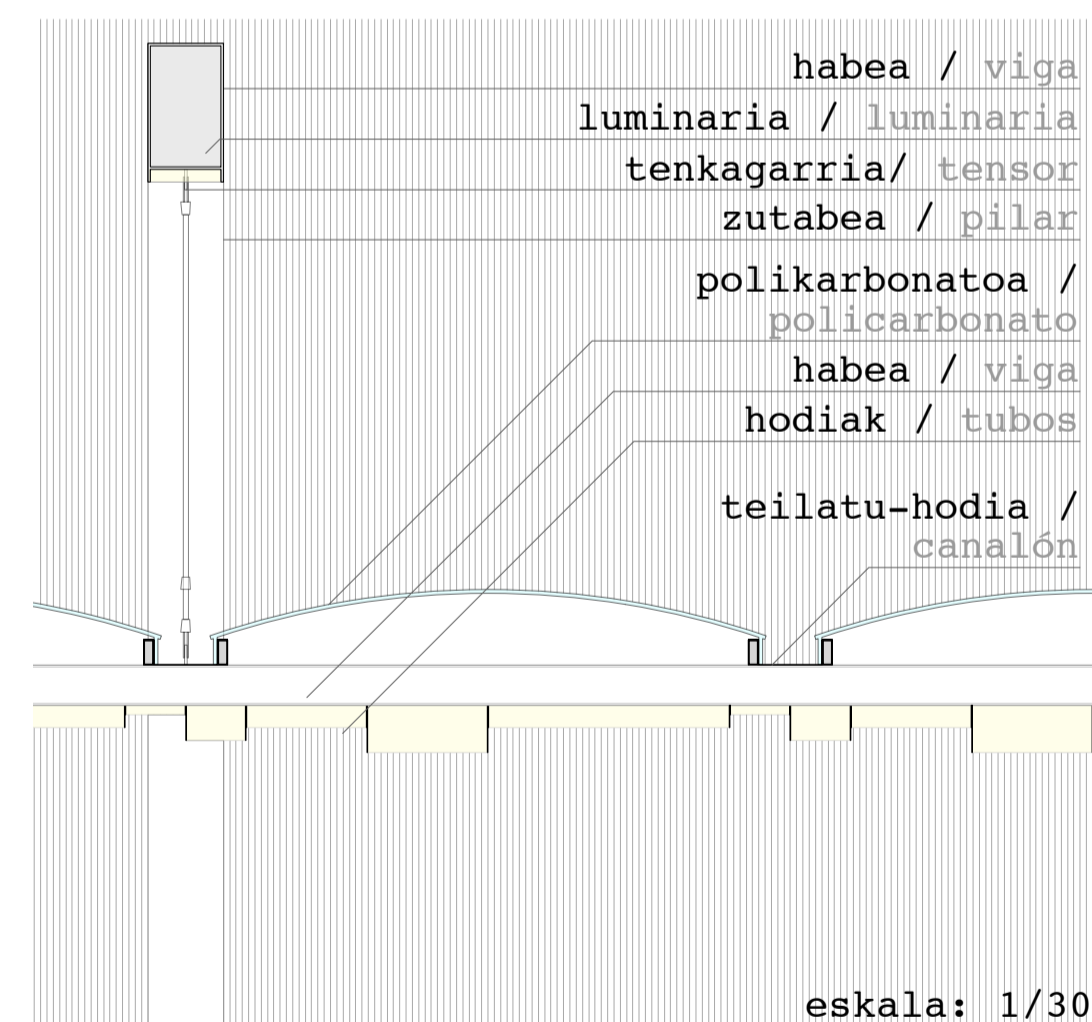 habea / viga
luminaria / luminaria
tenkagarria/ tensor
zutabea / pilar
polikarbonatoa /
policarbonato
habea / viga
hodiak / tubos
teilatu-hodia /
canalón
eskala: 1/30